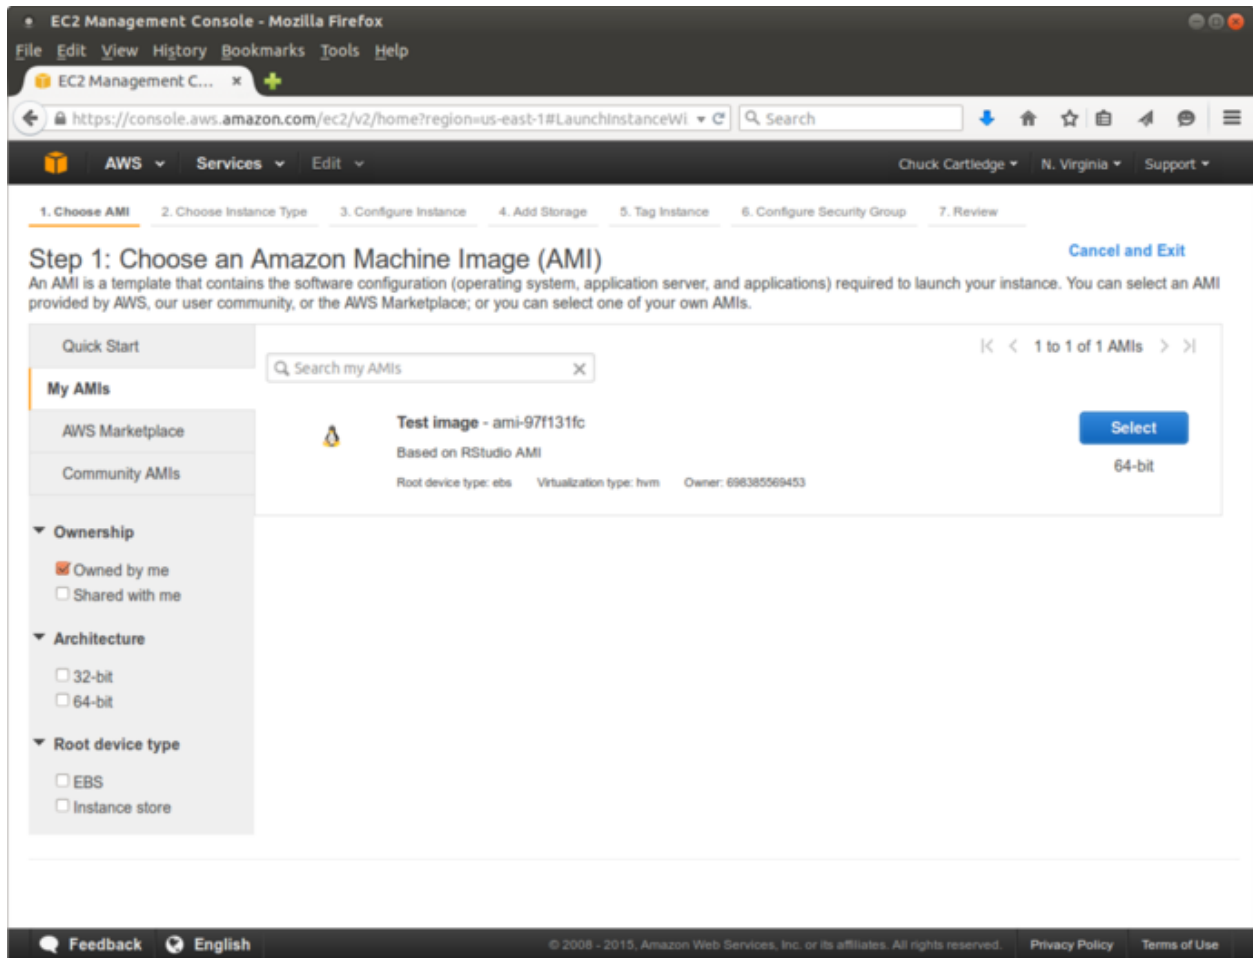 EC2 Management Console - Mozilla Firefox
File Edit View History Bookmarks Tools Help
EC2 Management C... ×
https://console.aws.amazon.com/ec2/v2/home?region=us-east-1#LaunchInstanceWi Search
AWS Services Edit Chuck Cartledge N. Virginia Support
1. Choose AMI 2. Choose Instance Type 3. Configure Instance 4. Add Storage 5. Tag Instance 6. Configure Security Group 7. Review
Step 1: Choose an Amazon Machine Image (AMI)
Cancel and Exit
An AMI is a template that contains the software configuration (operating system, application server, and applications) required to launch your instance. You can select an AMI
provided by AWS, our user community, or the AWS Marketplace; or you can select one of your own AMIs.
Quick Start
My AMIs
AWS Marketplace
Community AMIs
Ownership
Owned by me
Shared with me
Architecture
32-bit
64-bit
Root device type
EBS
Instance store
1 to 1 of 1 AMIs
Search my AMIs
Test image - ami-97f131fc
Based on RStudio AMI
Root device type: ebs Virtualization type: hvm Owner: 698385569453
Select
64-bit
Feedback English © 2008 - 2015, Amazon Web Services, Inc. or its affiliates. All rights reserved. Privacy Policy Terms of Use